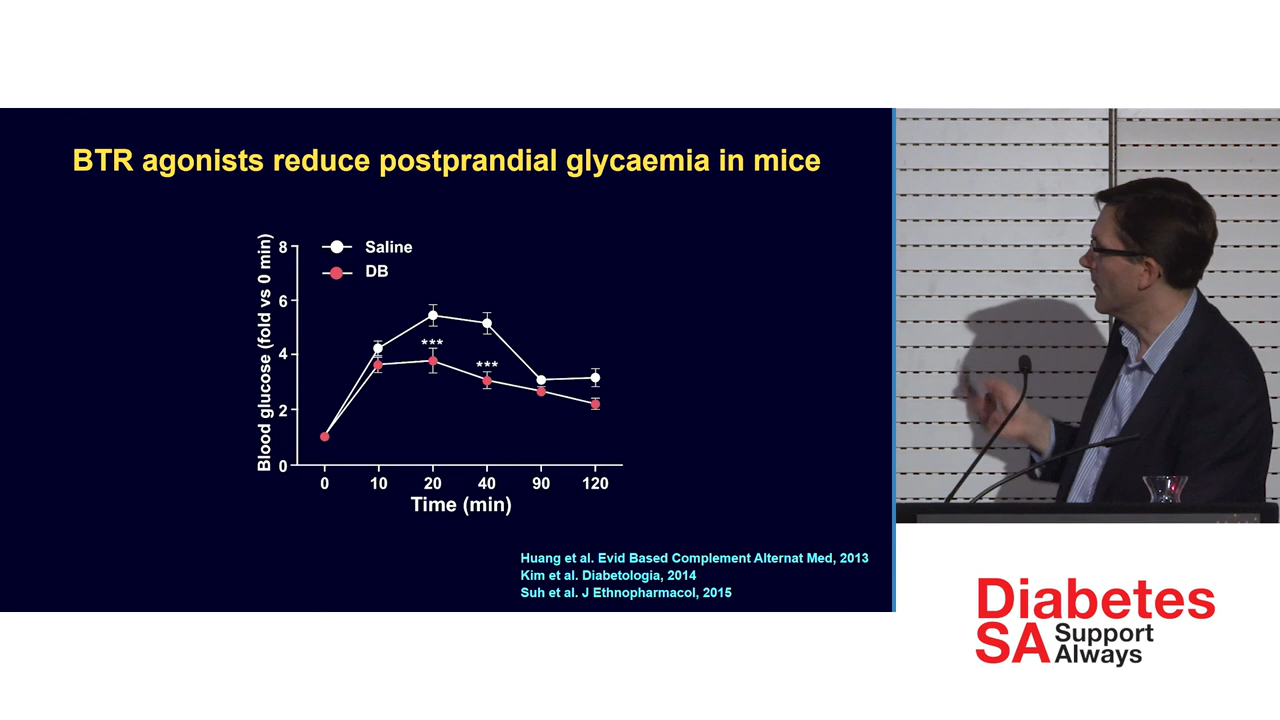 BTR agonists reduce postprandial glycaemia in mice
Blood glucose (fold vs 0 min)
8
6
4
2
0
Saline
DB
***
***
0 10 20 40 90 120
Time (min)
Huang et al. Evid Based Complement Alternat Med, 2013
Kim et al. Diabetologia, 2014
Suh et al. J Ethnopharmacol, 2015
Diabetes
SA Support
Always